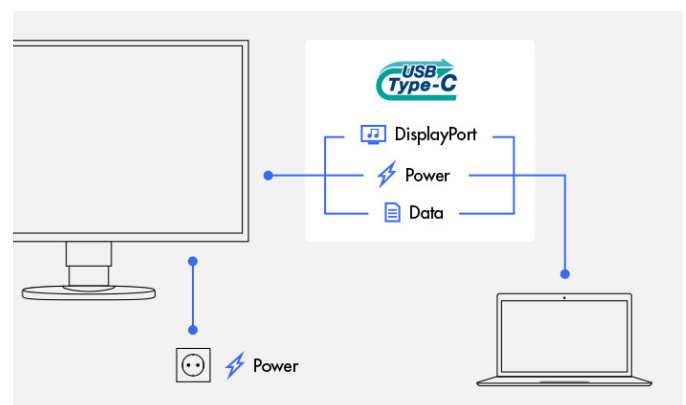 USB
Type-C
DisplayPort
Power
Data
Power